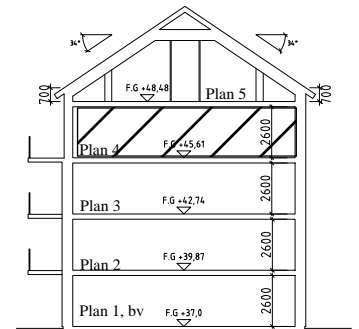 34° 34°
F.G +48,48
Plan 5
700 700
Plan 4
F.G +45,61
2600
Plan 3
F.G +42,74
2600
Plan 2
F.G +39,87
2600
Plan 1, bv
F.G +37,0
2600